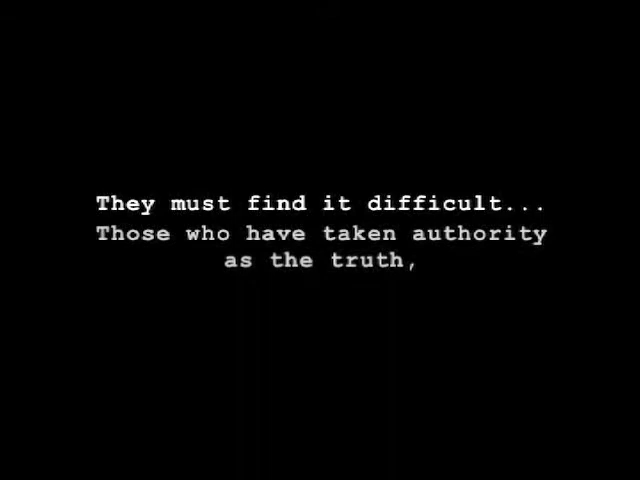 They must find it difficult...
Those who have taken authority
as the truth,